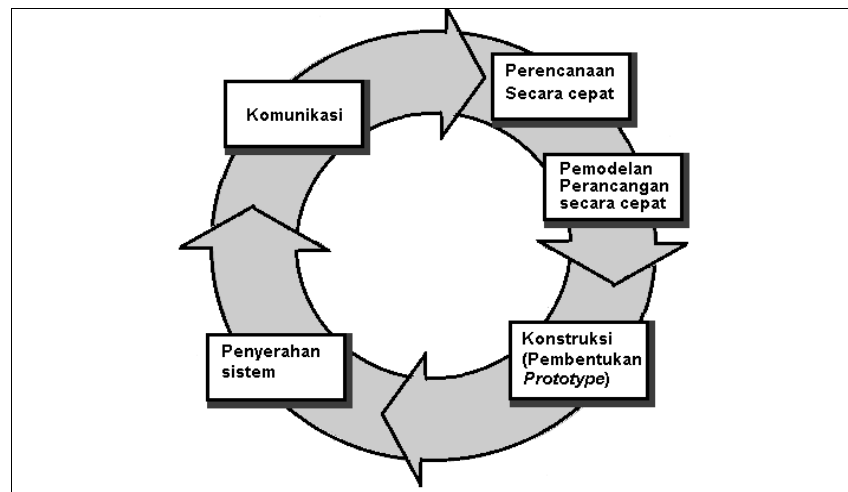 Komunikasi
Perencanaan
Secara cepat
Pemodelan
Perancangan
secara cepat
Konstruksi
(Pembentukan
Prototype)
Penyerahan
sistem